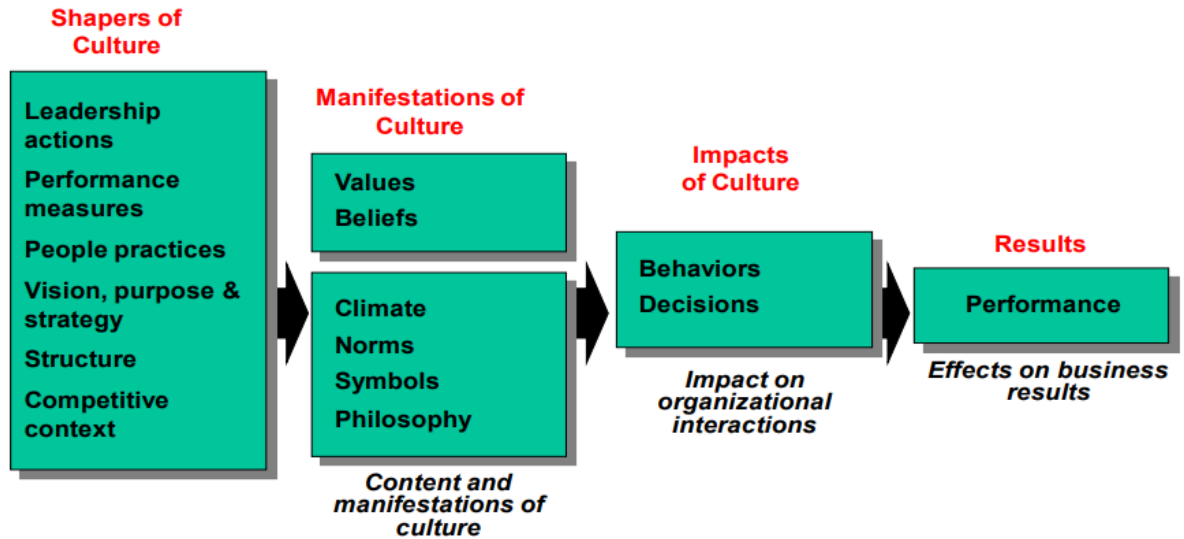 Shapers of
Culture
Leadership
actions
Performance
measures
People practices
Vision, purpose &
strategy
Structure
Competitive
context
Manifestations of
Culture
Values
Beliefs
Climate
Norms
Symbols
Philosophy
Content and
manifestations of
culture
Impacts
of Culture
Behaviors
Decisions
Impact on
organizational
interactions
Results
Performance
Effects on business
results